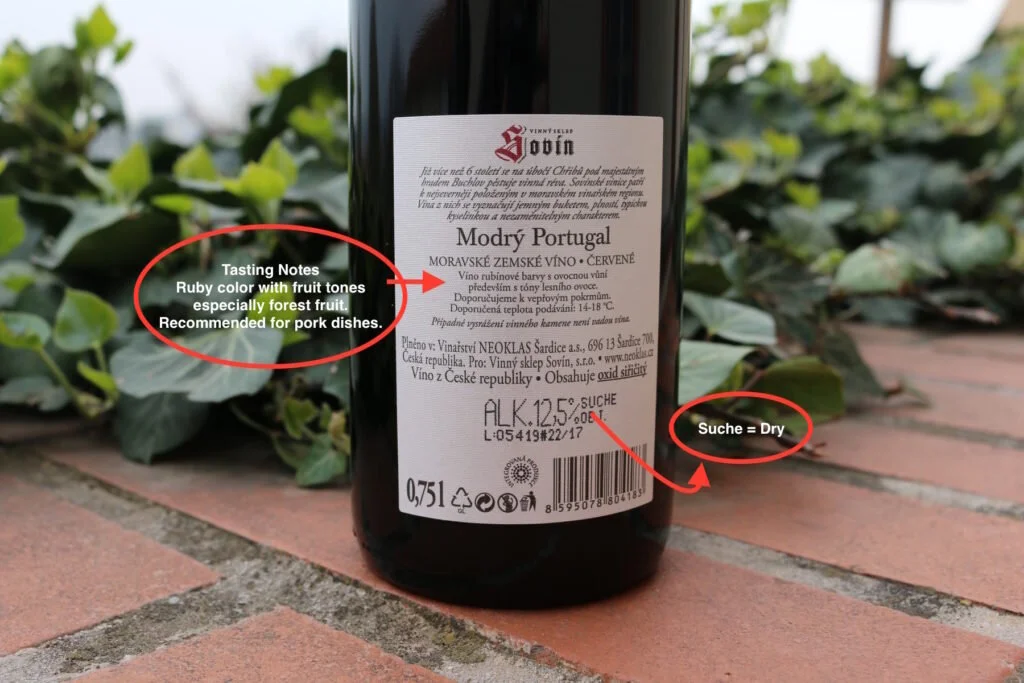 VINNÝ SKLEP
Sovín
Již více než 6 století se na úbočí Chřibů pod majestátným
hradem Buchlov pěstuje vinná réva. Sovínské vinice patří
k nejseverněji položeným v moravském vinařském regionu.
Vína z nich se vyznačují jemným buketem, plností, typickou
kyselinkou a nezaměnitelným charakterem.
Modrý Portugal
MORAVSKÉ ZEMSKÉ VÍNO • ČERVENÉ
Víno rubínové barvy s ovocnou vůní
především s tóny lesního ovoce.
Doporučujeme k vepřovým pokrmům.
Doporučená teplota podávání: 14-18 °C.
Případné vysrážení vinného kamene není vadou vína.
Plněno v: Vinařství NEOKLAS Šardice a.s., 696 13 Šardice 700,
Česká republika. Pro: Vinný sklep Sovín, s.r.o. • www.neoklas.cz
Víno z České republiky • Obsahuje oxid siřičitý
ALK.12,5% SUCHE
OBJ.
L:05419#22/17
INTEGROVANÁ PRODUKCE
0,75l
GL
8 595078 804183
Tasting Notes
Ruby color with fruit tones
especially forest fruit.
Recommended for pork dishes.
Suche = Dry